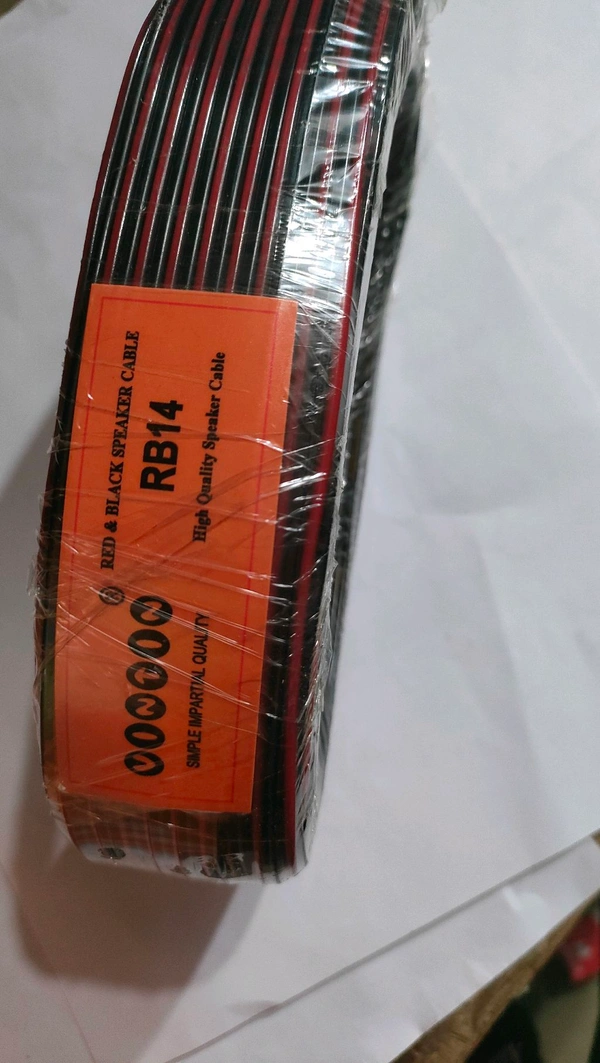 ®
SIMPLE IMPARTIAL QUALITY
RED & BLACK SPEAKER CABLE
RB14
High Quality Speaker Cable